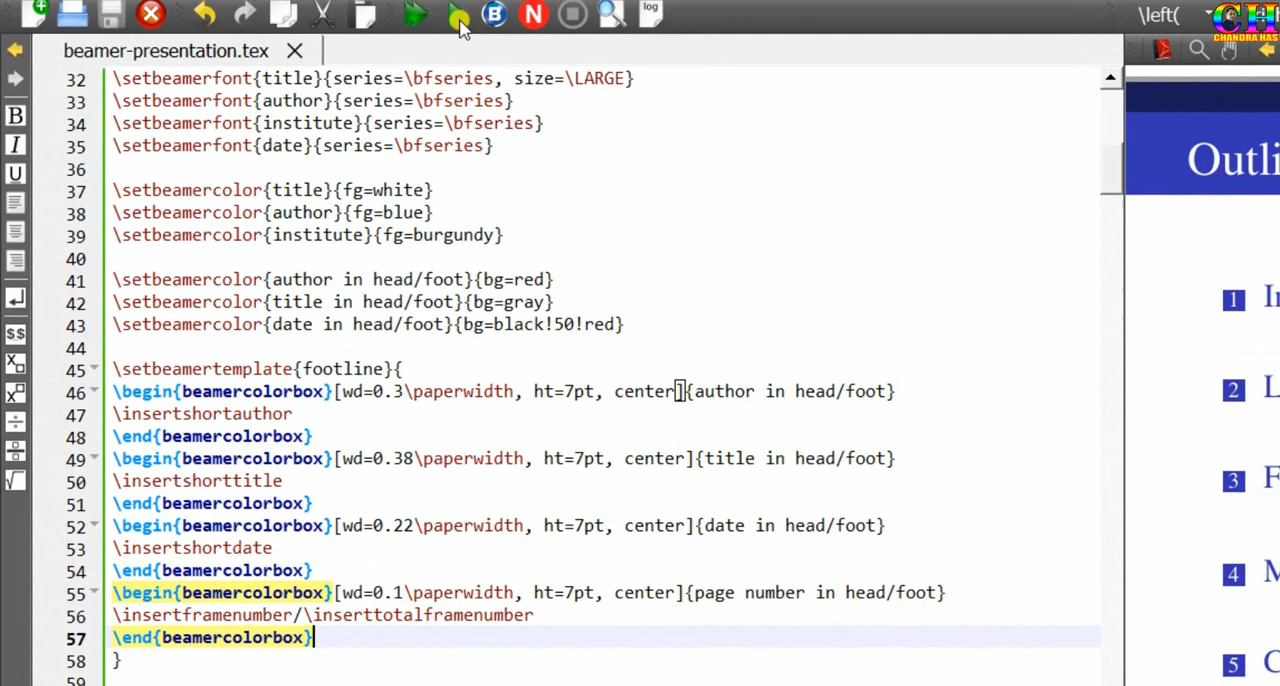 log
\left(
CHANDRA HAS
beamer-presentation.tex
32 \setbeamerfont{title}{series=\bfseries, size=\LARGE}
33 \setbeamerfont{author}{series=\bfseries}
34 \setbeamerfont{institute}{series=\bfseries}
35 \setbeamerfont{date}{series=\bfseries}
36
37 \setbeamercolor{title}{fg=white}
38 \setbeamercolor{author}{fg=blue}
39 \setbeamercolor{institute}{fg=burgundy}
40
41 \setbeamercolor{author in head/foot}{bg=red}
42 \setbeamercolor{title in head/foot}{bg=gray}
43 \setbeamercolor{date in head/foot}{bg=black!50!red}
44
45 \setbeamertemplate{footline}{
46 \begin{beamercolorbox}[wd=0.3\paperwidth, ht=7pt, center]{author in head/foot}
47 \insertshortauthor
48 \end{beamercolorbox}
49 \begin{beamercolorbox}[wd=0.38\paperwidth, ht=7pt, center]{title in head/foot}
50 \insertshorttitle
51 \end{beamercolorbox}
52 \begin{beamercolorbox}[wd=0.22\paperwidth, ht=7pt, center]{date in head/foot}
53 \insertshortdate
54 \end{beamercolorbox}
55 \begin{beamercolorbox}[wd=0.1\paperwidth, ht=7pt, center]{page number in head/foot}
56 \insertframenumber/\inserttotalframenumber
57 \end{beamercolorbox}
58 }
59
Outli
1 In
2 L
3 F
4 M
5 C